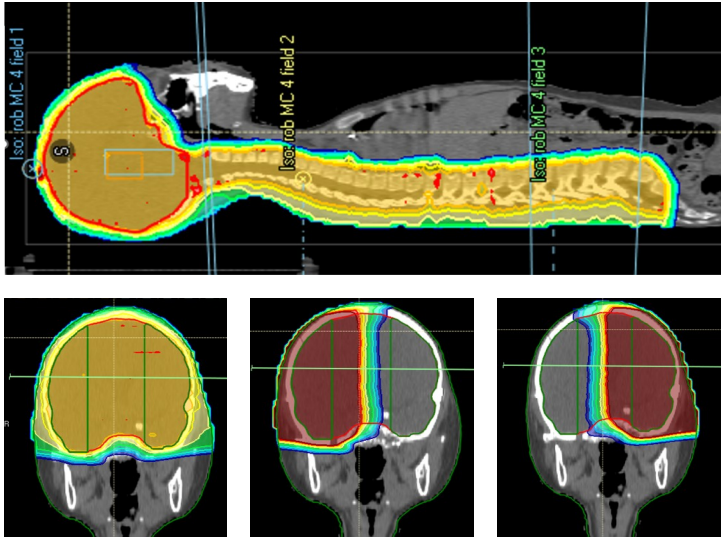 Iso: rob MC 4 field 1
Iso: rob MC 4 field 2
Iso: rob MC 4 field 3
S
R